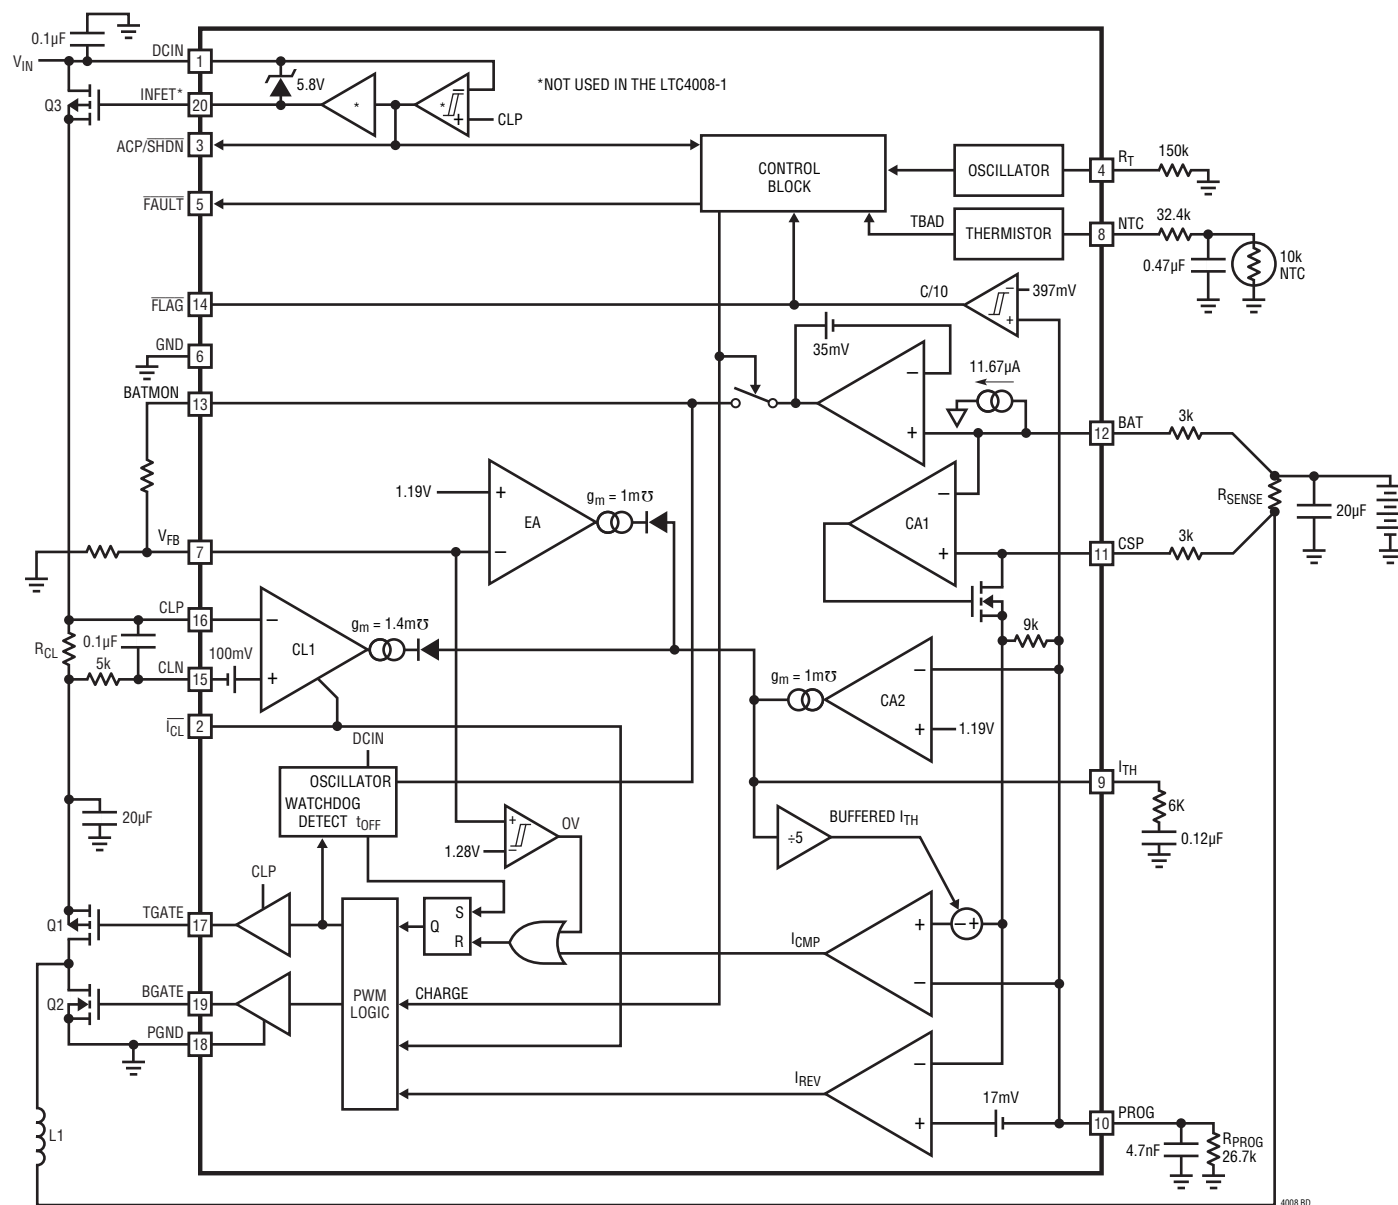 0.1µF
VIN
DCIN
1
5.8V
*NOT USED IN THE LTC4008-1
Q3
INFET*
20
*
*
–
+
CLP
ACP/SHDN
3
CONTROL
BLOCK
OSCILLATOR
4
RT
150k
FAULT
5
TBAD
THERMISTOR
8
NTC
32.4k
0.47µF
10k
NTC
FLAG
14
C/10
–
+
397mV
GND
6
35mV
11.67µA
BATMON
13
–
+
12
BAT
3k
1.19V
+
–
EA
gm = 1m℧
–
+
CA1
RSENSE
20µF
VFB
7
11
CSP
3k
CLP
16
–
+
CL1
gm = 1.4m℧
9k
RCL
0.1µF
5k
CLN
15
100mV
gm = 1m℧
–
+
CA2
1.19V
ICL
2
DCIN
OSCILLATOR
WATCHDOG
DETECT tOFF
9
ITH
6K
0.12µF
20µF
+
–
1.28V
OV
÷5
BUFFERED ITH
CLP
Q1
TGATE
17
S
Q
R
ICMP
+
–
– +
Q2
BGATE
19
PWM
LOGIC
CHARGE
PGND
18
IREV
–
+
17mV
10
PROG
L1
4.7nF
RPROG
26.7k
4008 BD